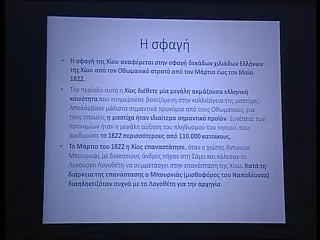 Η σφαγή
• Η σφαγή της Χίου αναφέρεται στην σφαγή δεκάδων χιλιάδων Ελλήνων
της Χίου από τον Οθωμανικό στρατό από τον Μάρτιο έως τον Μαϊο
1822.
• Την περίοδο αυτή η Χίος διέθετε μία μεγάλη ακμάζουσα ελληνική
κοινότητα που ευημερούσε βασιζόμενη στην καλλιέργεια της μαστίχας.
Απολάμβανε μάλιστα σημαντικά προνόμια από τους Οθωμανούς, για
τους οποίους η μαστίχα ήταν ιδιαίτερα σημαντικό προϊόν. Συνέπεια των
προνομίων ήταν η μεγάλη αύξηση του πληθυσμού του νησιού, που
αριθμούσε το 1822 περισσότερους από 110.000 κατοίκους.
• Το Μάρτιο του 1822 η Χίος επαναστάτησε, όταν ο χιώτης Αντώνιος
Μπουρνιάς με διακόσιους άνδρες πήγαν στη Σάμο και κάλεσαν το
Λυκούργο Λογοθέτη να συμμετάσχει στην επανάσταση της Χίου. Κατά τη
διάρκεια της επανάστασης ο Μπουρνιάς (μισθοφόρος του Ναπολέοντα)
διαπληκτιζόταν συχνά με το Λογοθέτη για την αρχηγία.